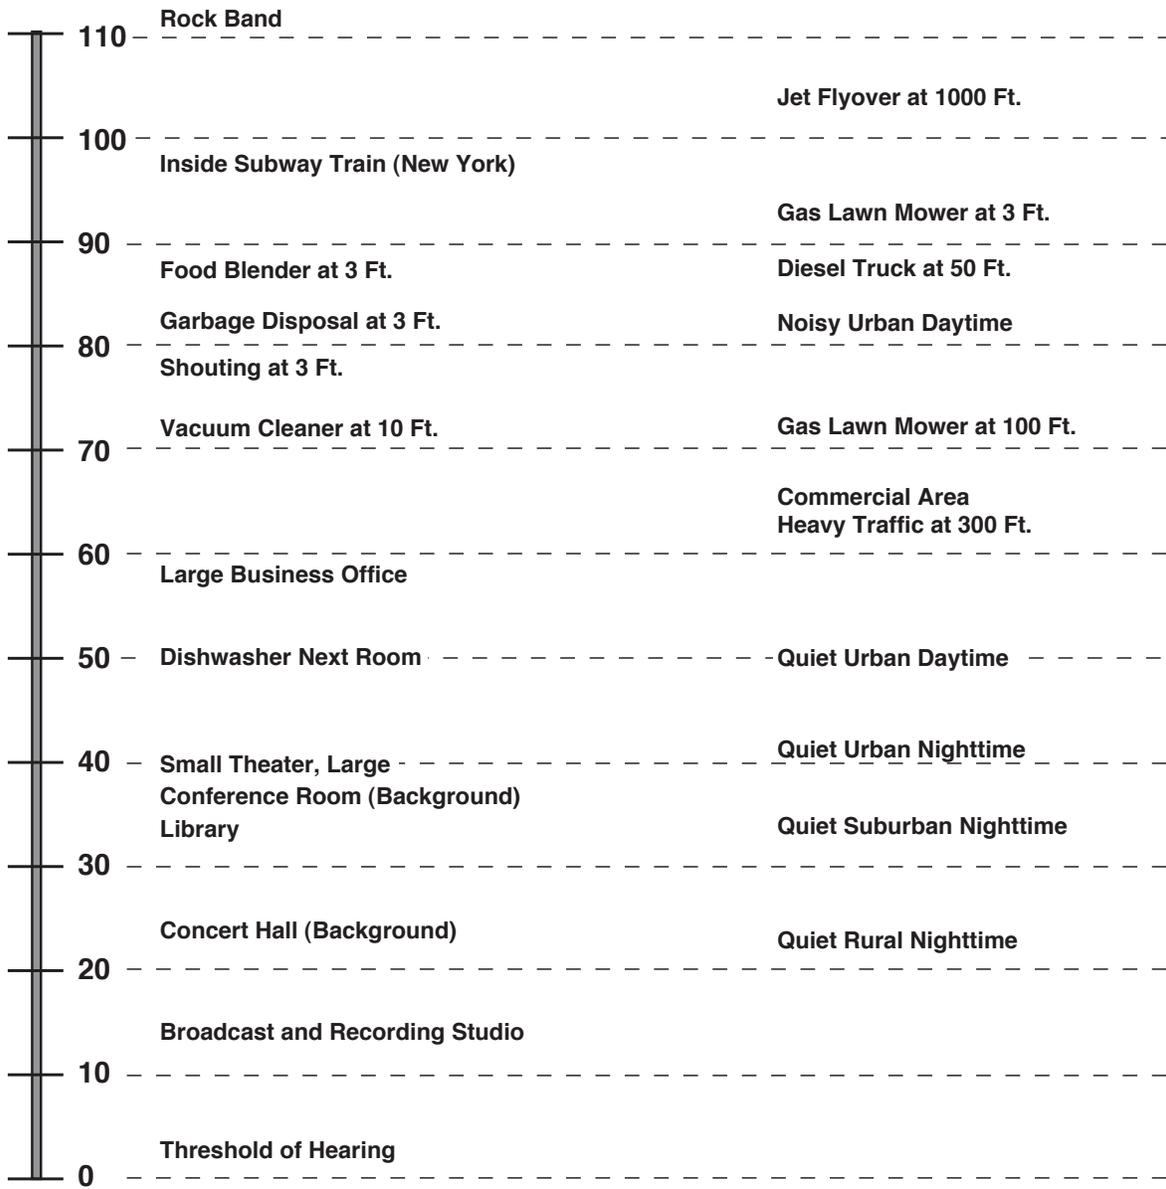 Rock Band
110
Jet Flyover at 1000 Ft.
100
Inside Subway Train (New York)
Gas Lawn Mower at 3 Ft.
90
Food Blender at 3 Ft.
Diesel Truck at 50 Ft.
Garbage Disposal at 3 Ft.
Noisy Urban Daytime
80
Shouting at 3 Ft.
Vacuum Cleaner at 10 Ft.
Gas Lawn Mower at 100 Ft.
70
Commercial Area
Heavy Traffic at 300 Ft.
60
Large Business Office
50
Dishwasher Next Room
Quiet Urban Daytime
Quiet Urban Nighttime
40
Small Theater, Large
Conference Room (Background)
Library
Quiet Suburban Nighttime
30
Concert Hall (Background)
Quiet Rural Nighttime
20
Broadcast and Recording Studio
10
Threshold of Hearing
0